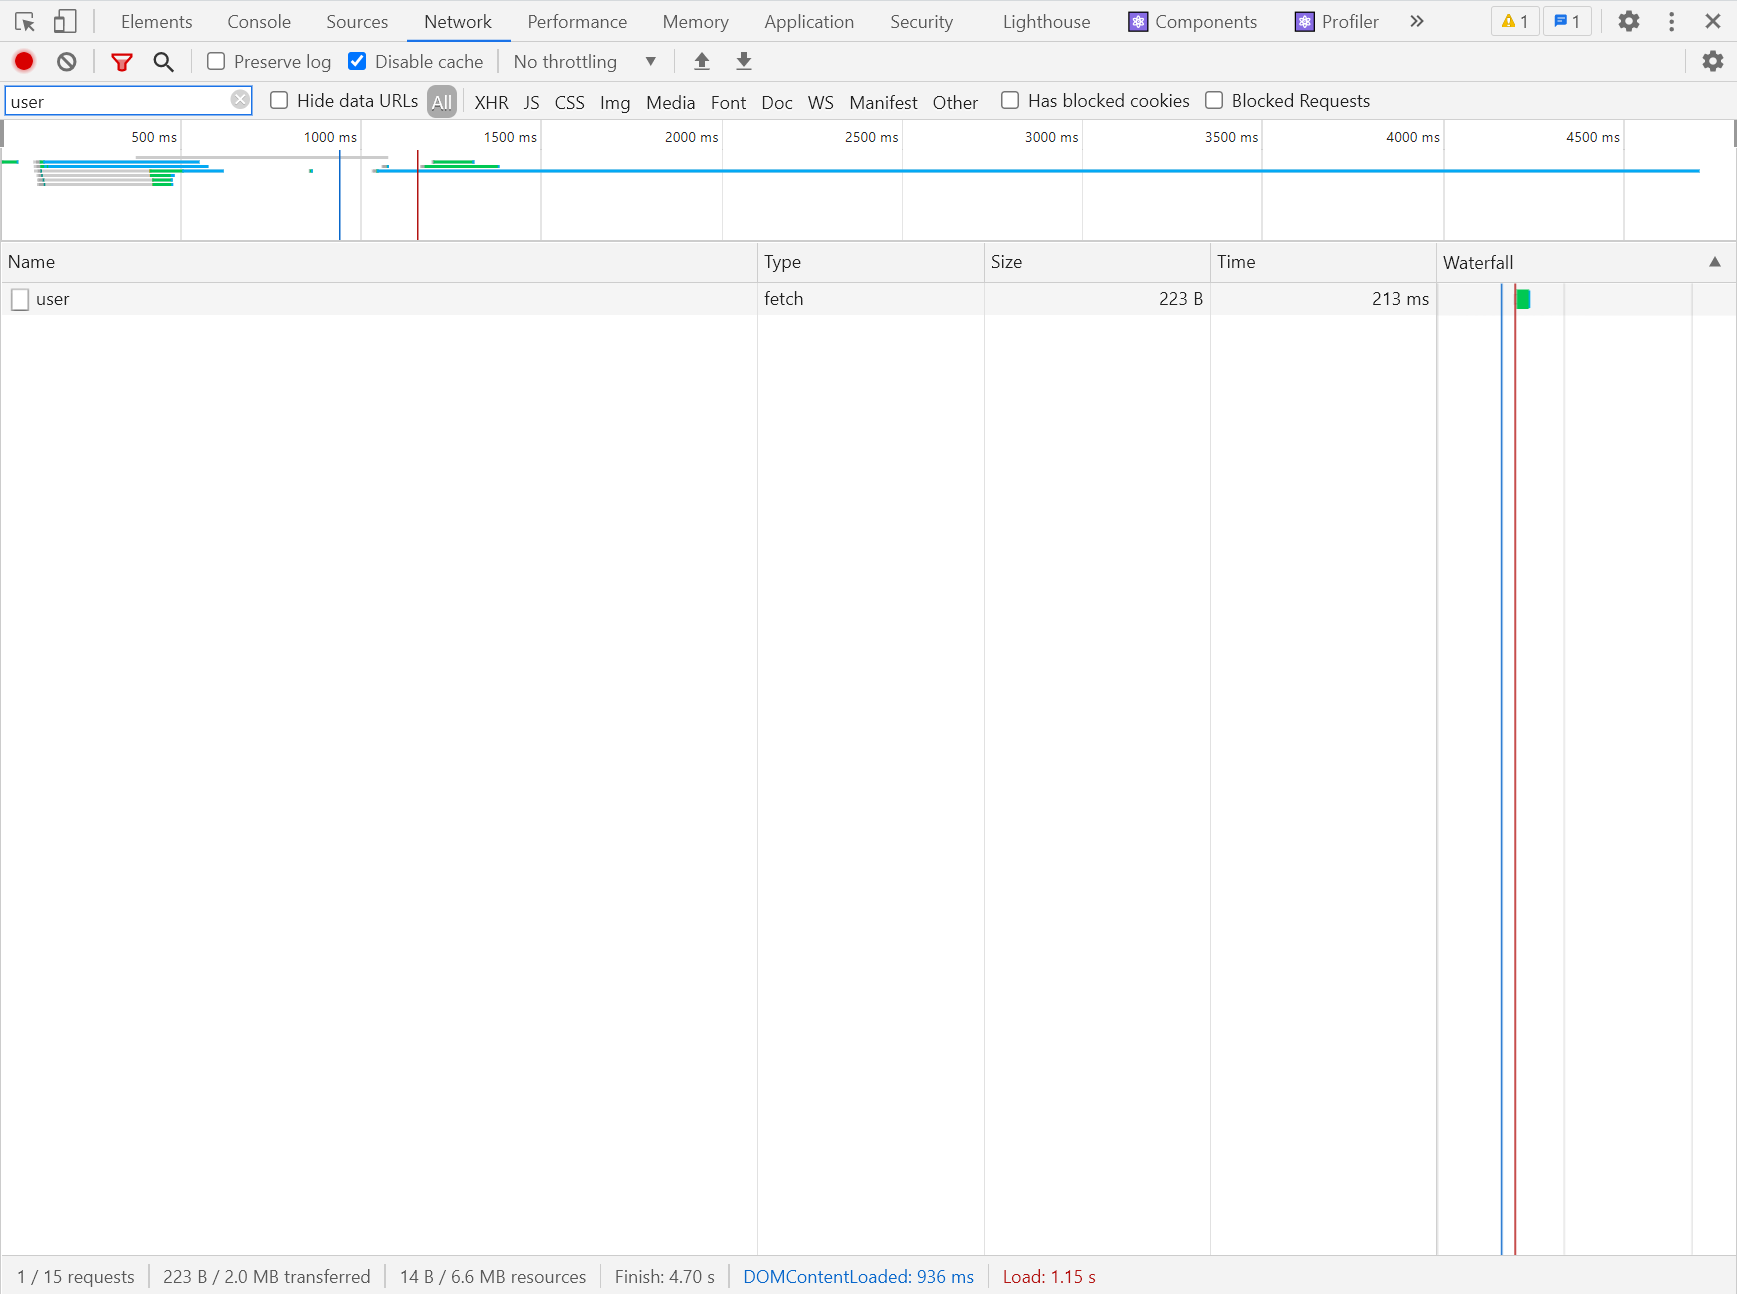 Elements Console Sources Network Performance Memory Application Security Lighthouse Components Profiler 1 1
Preserve log Disable cache No throttling
user Hide data URLs All XHR JS CSS Img Media Font Doc WS Manifest Other Has blocked cookies Blocked Requests
500 ms 1000 ms 1500 ms 2000 ms 2500 ms 3000 ms 3500 ms 4000 ms 4500 ms
Name Type Size Time Waterfall
user fetch 223 B 213 ms
1 / 15 requests 223 B / 2.0 MB transferred 14 B / 6.6 MB resources Finish: 4.70 s DOMContentLoaded: 936 ms Load: 1.15 s